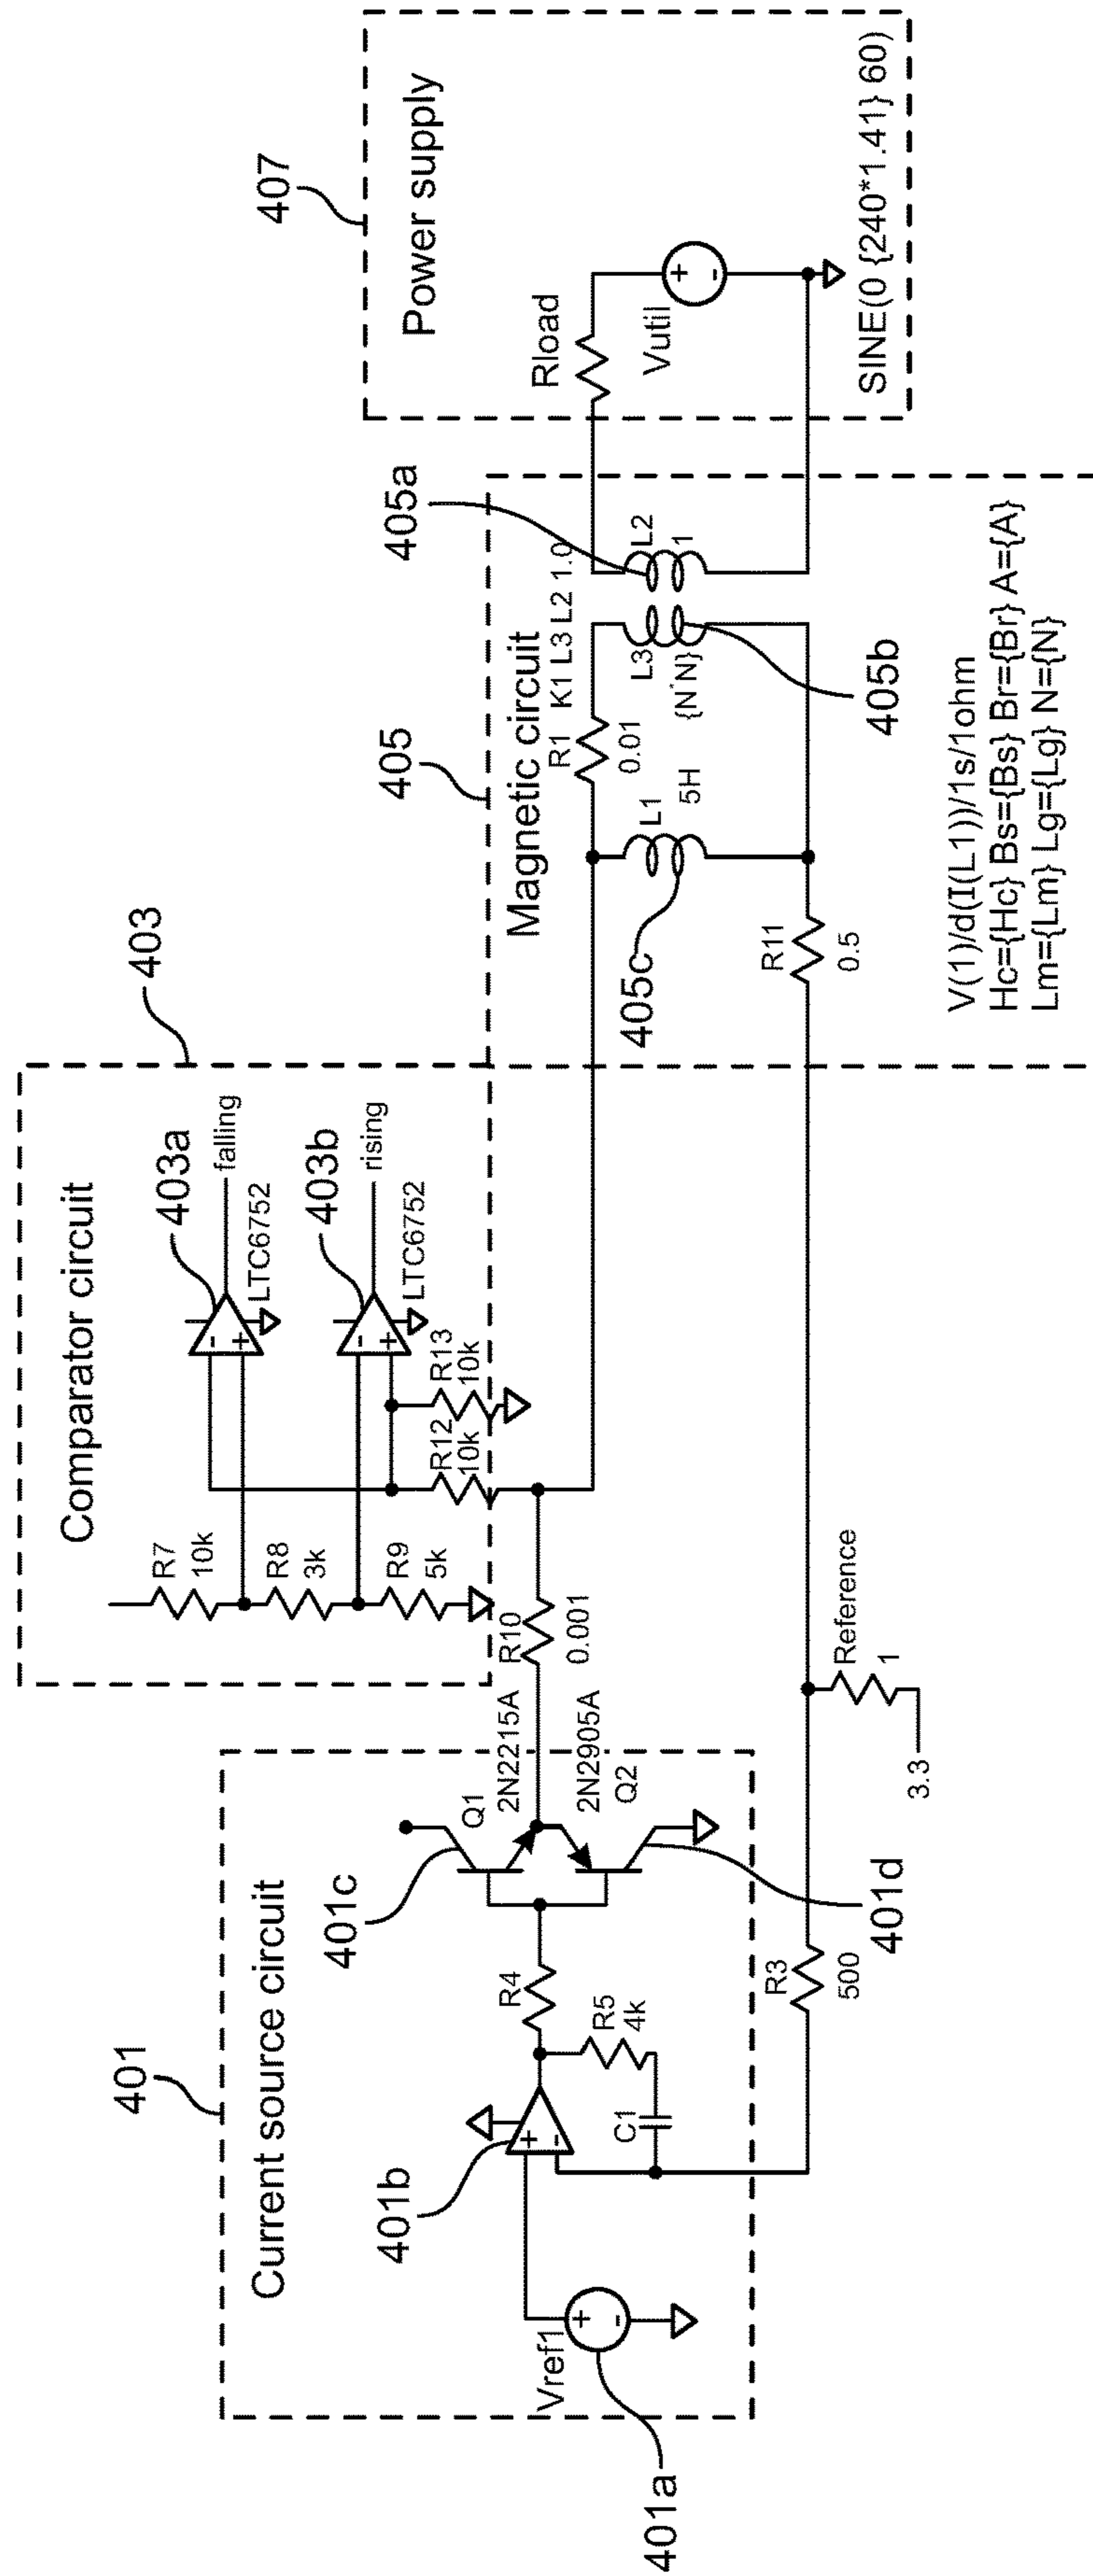 401
Current source circuit
401a
Vref1
401b
C1
R5
4k
R4
401c
Q1
2N2215A
2N2905A
Q2
401d
R3
500
Reference
1
3.3
403
Comparator circuit
R7
10k
R8
3k
R9
5k
R10
0.001
R12
10k
R13
10k
403a
falling
LTC6752
403b
rising
LTC6752
405
Magnetic circuit
405c
L1
5H
R11
0.5
R1
0.01
K1 L3 L2 1.0
L3
{N*N}
L2
1
405a
405b
V(1)/d(I(L1))/1s/1ohm
Hc={Hc} Bs={Bs} Br={Br} A={A}
Lm={Lm} Lg={Lg} N={N}
407
Power supply
Rload
Vutil
SINE(0 {240*1.41} 60)